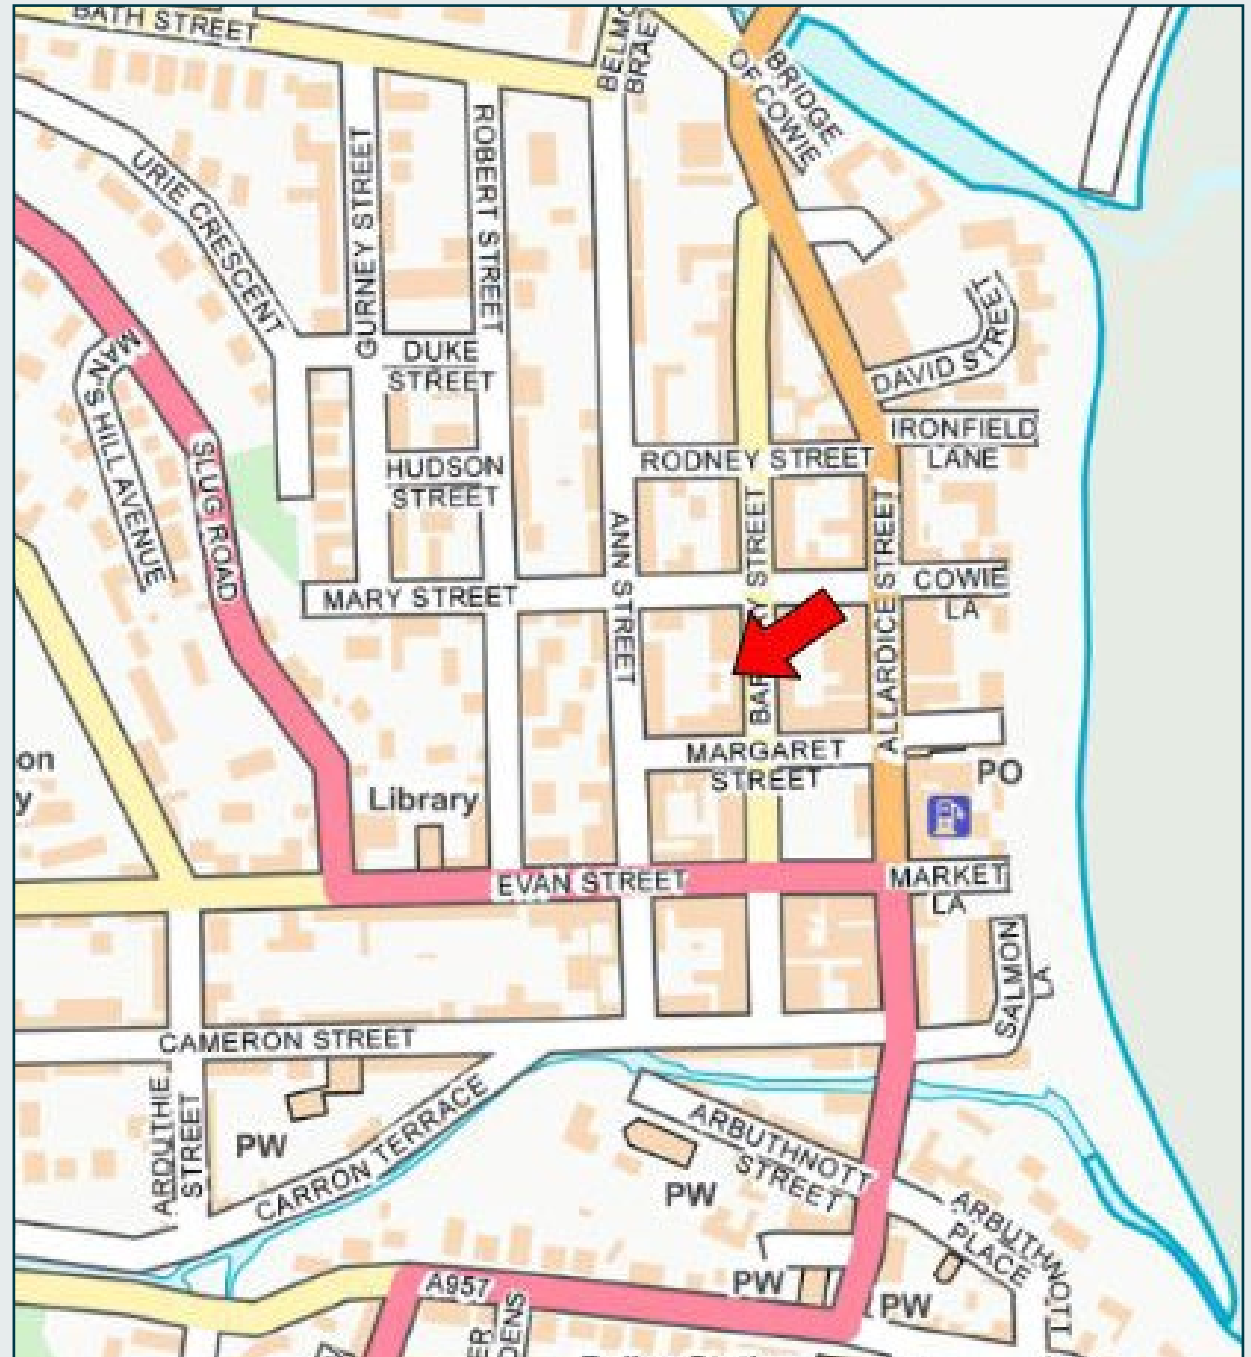 BATH STREET
BRAE
BRIDGE
OF COWIE
URIE CRESCENT
GURNEY STREET
ROBERT STREET
DUKE
STREET
DAVID STREET
IRONFIELD
LANE
RODNEY STREET
HUDSON
STREET
SLUG ROAD
MAN'S HILL AVENUE
ANN STREET
STREET
ALLARDICE STREET
COWIE
LA
MARY STREET
MARGARET
STREET
on
y
Library
PO
EVAN STREET
MARKET
LA
SALMON
LA
CAMERON STREET
ARDUTHIE
STREET
PW
CARRON TERRACE
ARBUTHNOTT
STREET
PW
ARBUTHNOTT
PLACE
ARBUTHNOTT
A957
PW
PW